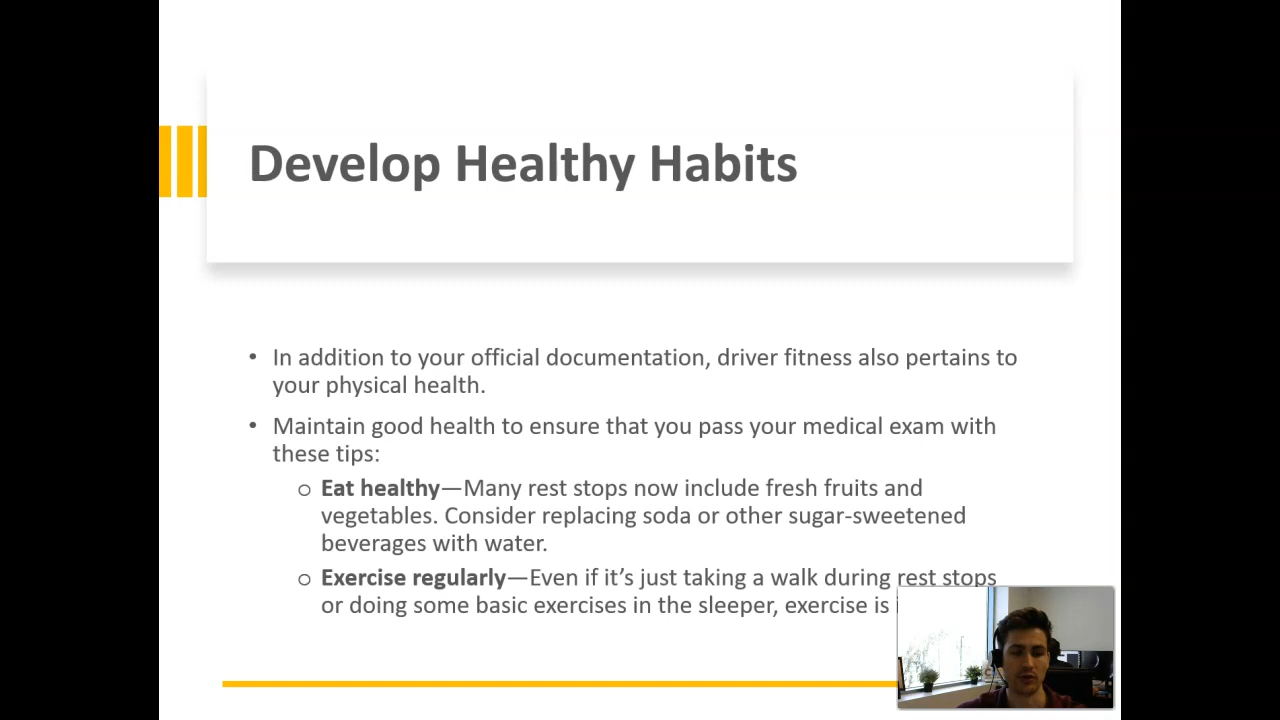 Develop Healthy Habits
• In addition to your official documentation, driver fitness also pertains to
your physical health.
• Maintain good health to ensure that you pass your medical exam with
these tips:
o Eat healthy—Many rest stops now include fresh fruits and
vegetables. Consider replacing soda or other sugar-sweetened
beverages with water.
o Exercise regularly—Even if it's just taking a walk during rest stops
or doing some basic exercises in the sleeper, exercise is